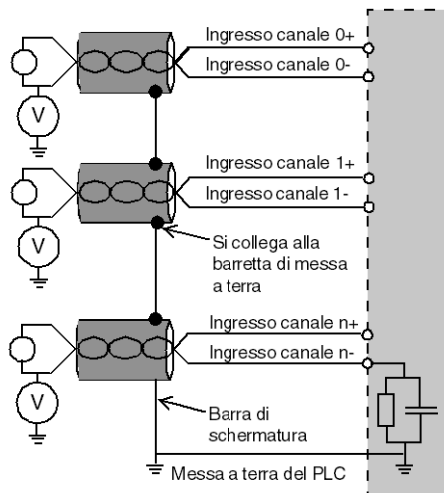 Ingresso canale 0+
Ingresso canale 0-
V
Ingresso canale 1+
Ingresso canale 1-
V
Si collega alla
barretta di messa
a terra
Ingresso canale n+
Ingresso canale n-
V
Barra di
schermatura
Messa a terra del PLC